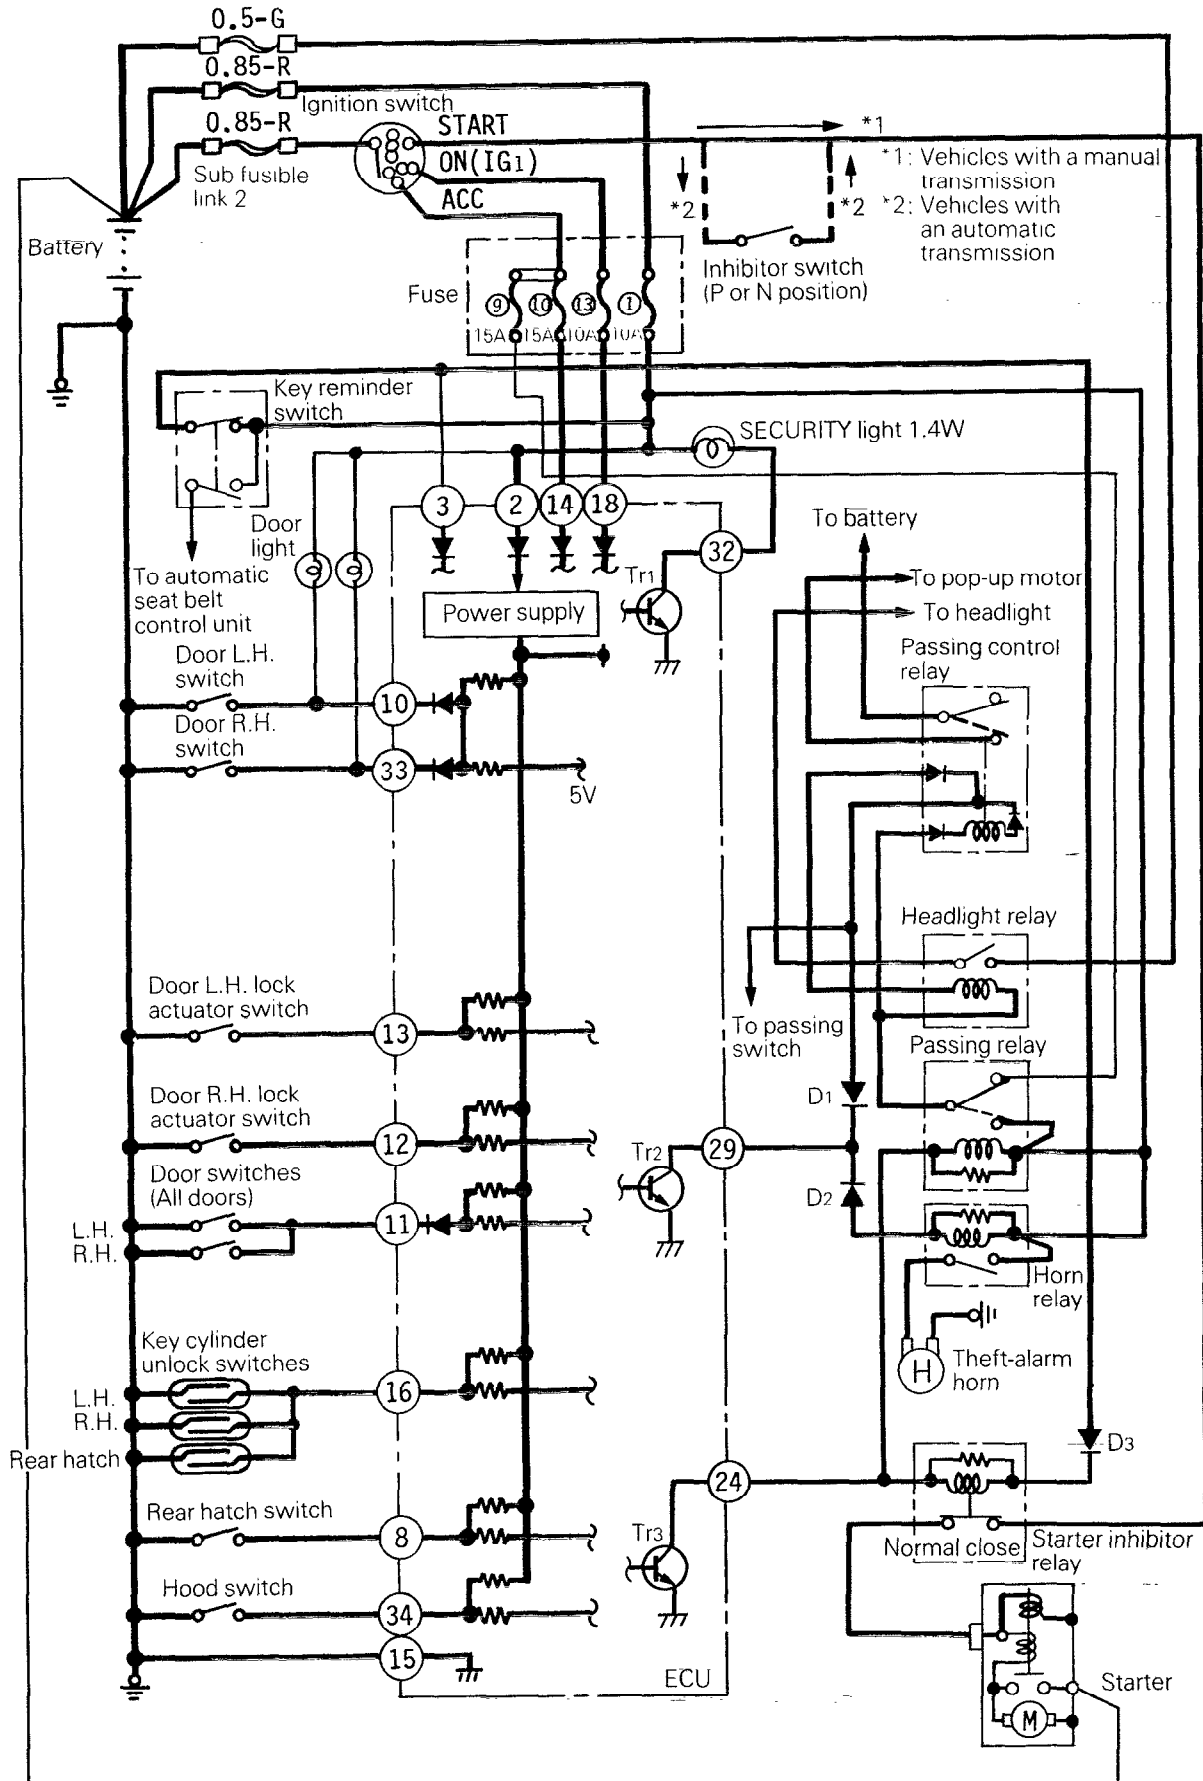 0.5-G
0.85-R
Ignition switch
0.85-R
START
*1
ON(IG1)
*1: Vehicles with a manual
transmission
Sub fusible
link 2
ACC
*2
*2
*2: Vehicles with
an automatic
transmission
Battery
Inhibitor switch
(P or N position)
Fuse
9
10
13
1
15A
15A
10A
10A
Key reminder
switch
SECURITY light 1.4W
3
2
14
18
Door
light
To battery
32
To automatic
seat belt
control unit
Tr1
To pop-up motor
Power supply
To headlight
Passing control
relay
Door L.H.
switch
10
Door R.H.
switch
33
5V
Headlight relay
Door L.H. lock
actuator switch
13
To passing
switch
Passing relay
D1
Door R.H. lock
actuator switch
12
Tr2
29
Door switches
(All doors)
D2
11
L.H.
R.H.
Horn
relay
Key cylinder
unlock switches
H
Theft-alarm
horn
16
L.H.
R.H.
Rear hatch
D3
24
Rear hatch switch
8
Tr3
Normal close
Starter inhibitor
relay
Hood switch
34
15
ECU
Starter
M